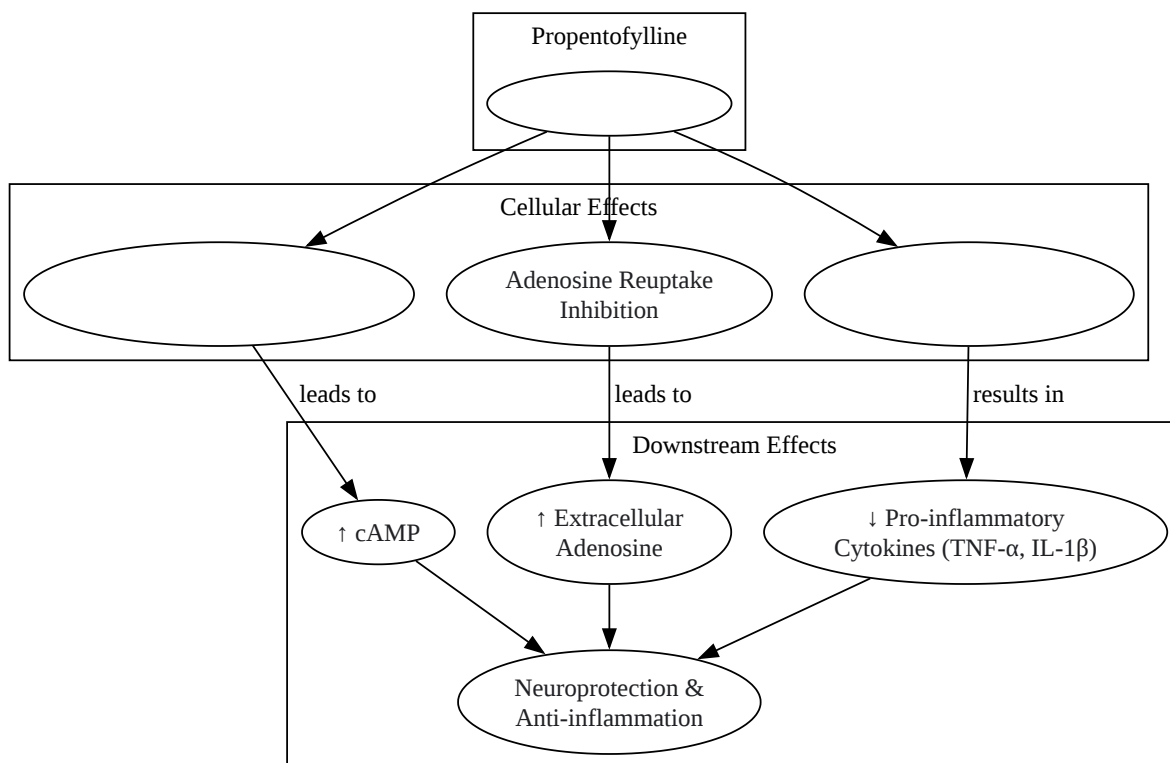 Propentofylline
Cellular Effects
Adenosine Reuptake
Inhibition
leads to
leads to
results in
Downstream Effects
↑ cAMP
↑ Extracellular
Adenosine
↓ Pro-inflammatory
Cytokines (TNF-α, IL-1β)
Neuroprotection &
Anti-inflammation